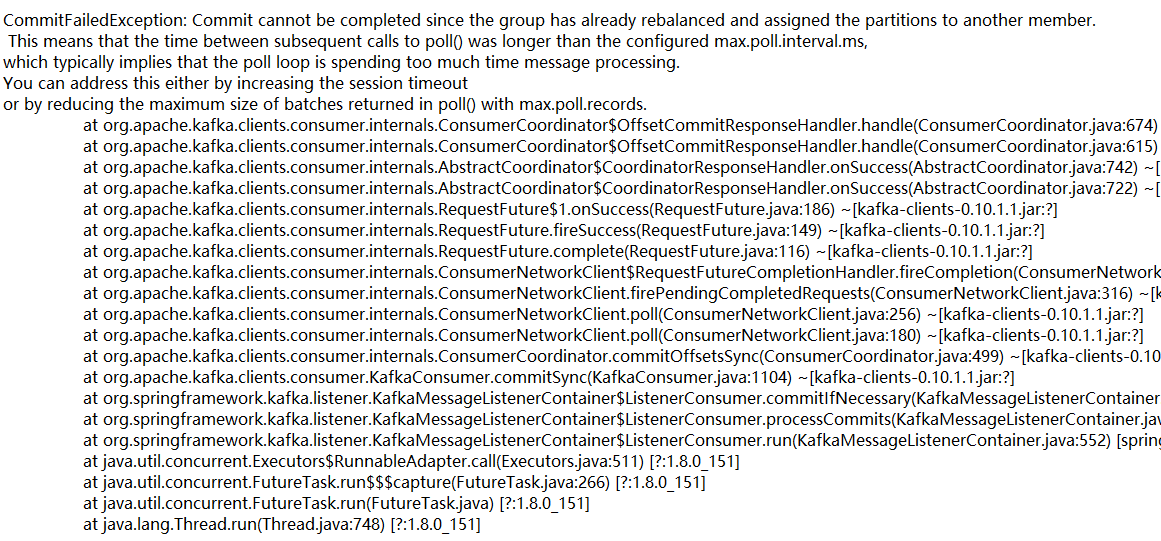 CommitFailedException: Commit cannot be completed since the group has already rebalanced and assigned the partitions to another member.
This means that the time between subsequent calls to poll() was longer than the configured max.poll.interval.ms,
which typically implies that the poll loop is spending too much time message processing.
You can address this either by increasing the session timeout
or by reducing the maximum size of batches returned in poll() with max.poll.records.
at org.apache.kafka.clients.consumer.internals.ConsumerCoordinator$OffsetCommitResponseHandler.handle(ConsumerCoordinator.java:674)
at org.apache.kafka.clients.consumer.internals.ConsumerCoordinator$OffsetCommitResponseHandler.handle(ConsumerCoordinator.java:615)
at org.apache.kafka.clients.consumer.internals.AbstractCoordinator$CoordinatorResponseHandler.onSuccess(AbstractCoordinator.java:742) ~[
at org.apache.kafka.clients.consumer.internals.AbstractCoordinator$CoordinatorResponseHandler.onSuccess(AbstractCoordinator.java:722) ~[
at org.apache.kafka.clients.consumer.internals.RequestFuture$1.onSuccess(RequestFuture.java:186) ~[kafka-clients-0.10.1.1.jar:?]
at org.apache.kafka.clients.consumer.internals.RequestFuture.fireSuccess(RequestFuture.java:149) ~[kafka-clients-0.10.1.1.jar:?]
at org.apache.kafka.clients.consumer.internals.RequestFuture.complete(RequestFuture.java:116) ~[kafka-clients-0.10.1.1.jar:?]
at org.apache.kafka.clients.consumer.internals.ConsumerNetworkClient$RequestFutureCompletionHandler.fireCompletion(ConsumerNetwork
at org.apache.kafka.clients.consumer.internals.ConsumerNetworkClient.firePendingCompletedRequests(ConsumerNetworkClient.java:316) ~[k
at org.apache.kafka.clients.consumer.internals.ConsumerNetworkClient.poll(ConsumerNetworkClient.java:256) ~[kafka-clients-0.10.1.1.jar:?]
at org.apache.kafka.clients.consumer.internals.ConsumerNetworkClient.poll(ConsumerNetworkClient.java:180) ~[kafka-clients-0.10.1.1.jar:?]
at org.apache.kafka.clients.consumer.internals.ConsumerCoordinator.commitOffsetsSync(ConsumerCoordinator.java:499) ~[kafka-clients-0.10
at org.apache.kafka.clients.consumer.KafkaConsumer.commitSync(KafkaConsumer.java:1104) ~[kafka-clients-0.10.1.1.jar:?]
at org.springframework.kafka.listener.KafkaMessageListenerContainer$ListenerConsumer.commitIfNecessary(KafkaMessageListenerContainer
at org.springframework.kafka.listener.KafkaMessageListenerContainer$ListenerConsumer.processCommits(KafkaMessageListenerContainer.jav
at org.springframework.kafka.listener.KafkaMessageListenerContainer$ListenerConsumer.run(KafkaMessageListenerContainer.java:552) [spring
at java.util.concurrent.Executors$RunnableAdapter.call(Executors.java:511) [?:1.8.0_151]
at java.util.concurrent.FutureTask.run$$$capture(FutureTask.java:266) [?:1.8.0_151]
at java.util.concurrent.FutureTask.run(FutureTask.java) [?:1.8.0_151]
at java.lang.Thread.run(Thread.java:748) [?:1.8.0_151]